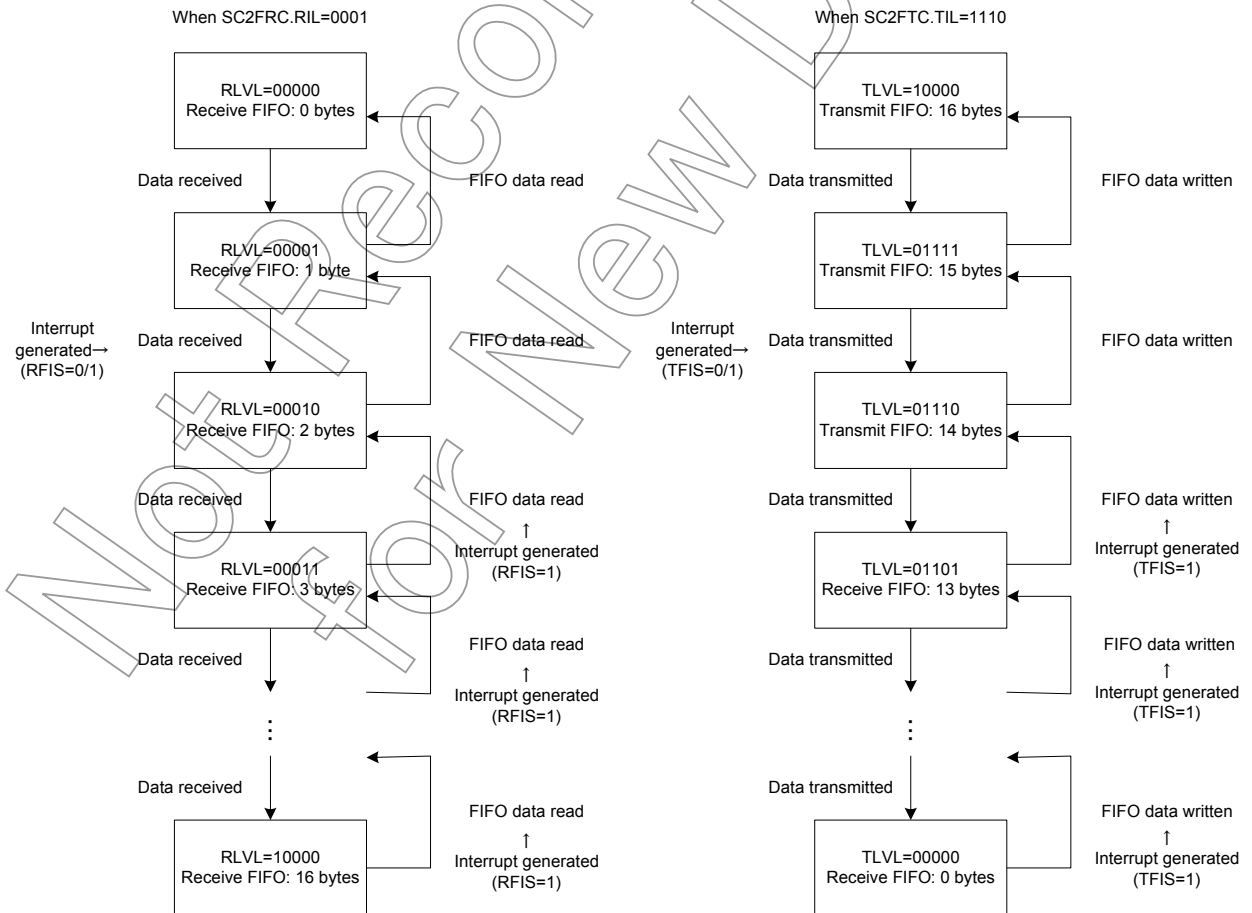 When SC2FRC.RIL=0001
RLVL=00000
Receive FIFO: 0 bytes
Data received
FIFO data read
RLVL=00001
Receive FIFO: 1 byte
Interrupt
generated→
(RFIS=0/1)
Data received
FIFO data read
RLVL=00010
Receive FIFO: 2 bytes
Data received
FIFO data read
↑
Interrupt generated
(RFIS=1)
RLVL=00011
Receive FIFO: 3 bytes
Data received
FIFO data read
↑
Interrupt generated
(RFIS=1)
⋮
Data received
FIFO data read
↑
Interrupt generated
(RFIS=1)
RLVL=10000
Receive FIFO: 16 bytes
When SC2FTC.TIL=1110
TLVL=10000
Transmit FIFO: 16 bytes
Data transmitted
FIFO data written
TLVL=01111
Transmit FIFO: 15 bytes
Interrupt
generated→
(TFIS=0/1)
Data transmitted
FIFO data written
TLVL=01110
Transmit FIFO: 14 bytes
Data transmitted
FIFO data written
↑
Interrupt generated
(TFIS=1)
TLVL=01101
Receive FIFO: 13 bytes
Data transmitted
FIFO data written
↑
Interrupt generated
(TFIS=1)
⋮
Data transmitted
FIFO data written
↑
Interrupt generated
(TFIS=1)
TLVL=00000
Receive FIFO: 0 bytes
Not
for New